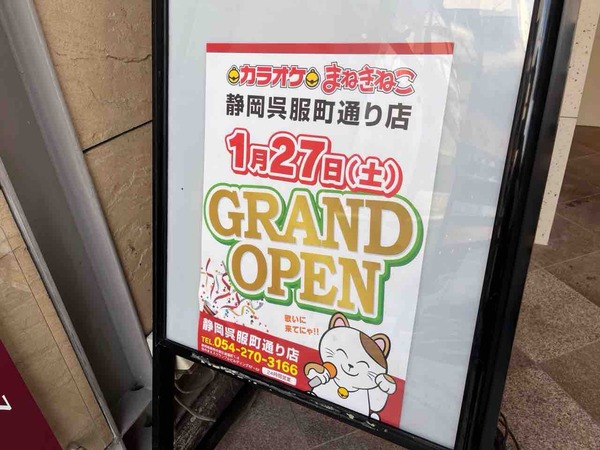 カラオケ まねきねこ
静岡呉服町通り店
1月27日(土)
GRAND
OPEN
歌いに
来てにゃ!!
静岡呉服町通り店
TEL.054-270-3166